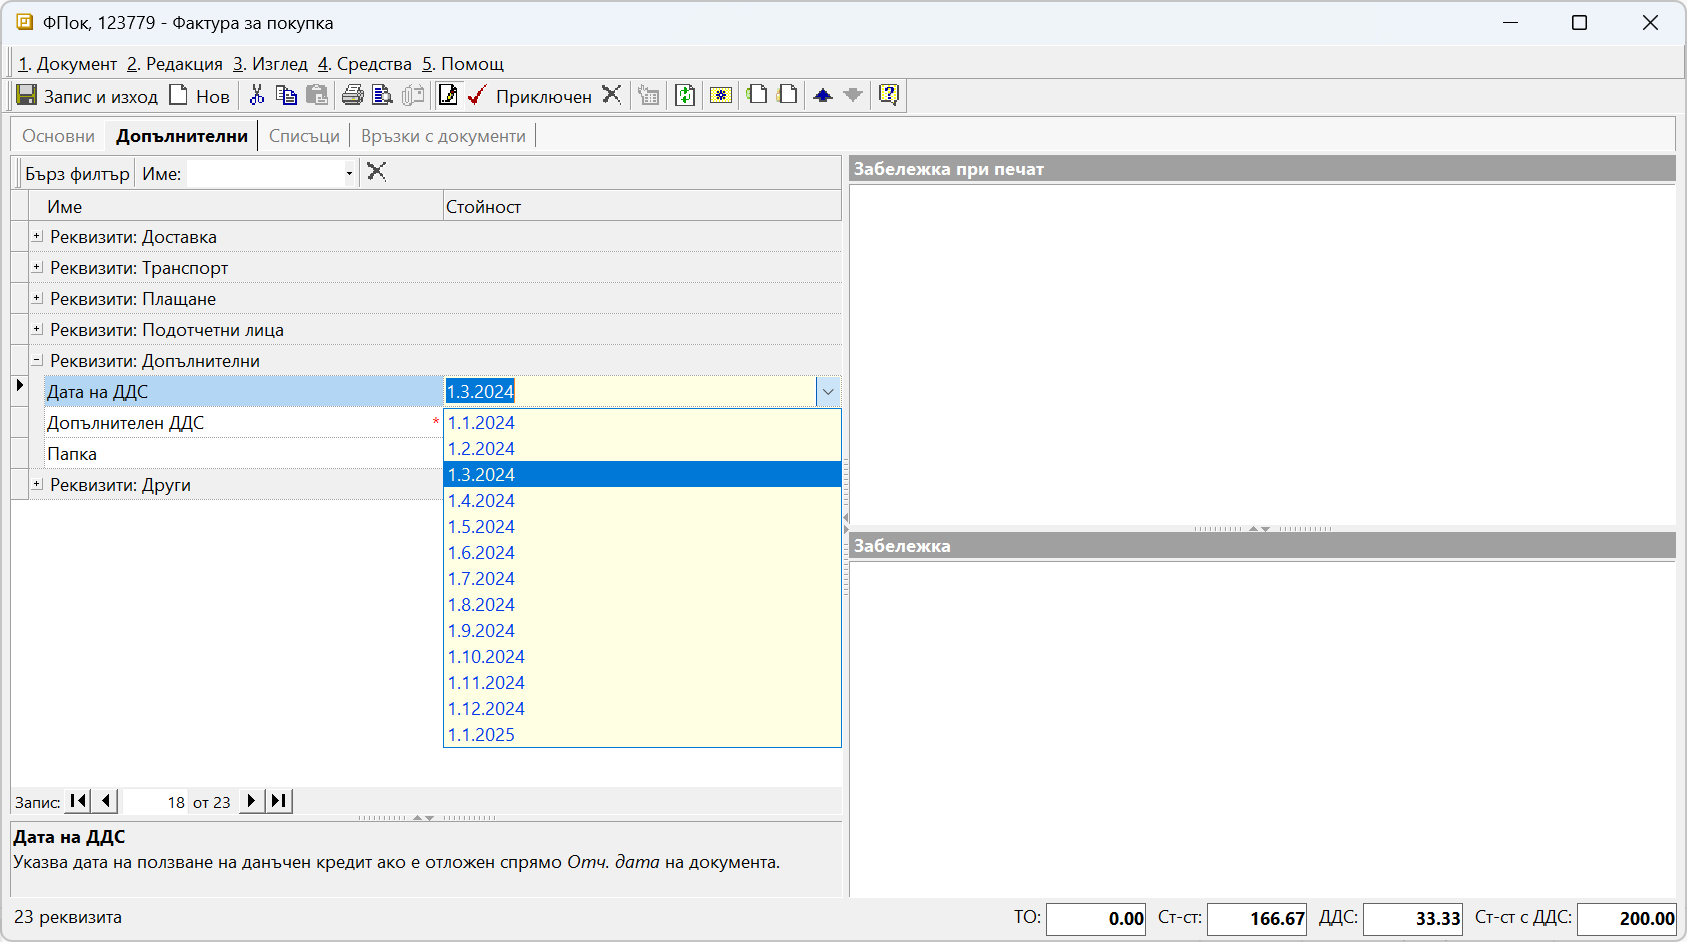 ФПок, 123779 - Фактура за покупка
1. Документ 2. Редакция 3. Изглед 4. Средства 5. Помощ
Запис и изход Нов Приключен
Основни Допълнителни Списъци Връзки с документи
Бърз филтър Име:
Име Стойност
Реквизити: Доставка
Реквизити: Транспорт
Реквизити: Плащане
Реквизити: Подотчетни лица
Реквизити: Допълнителни
Дата на ДДС 1.3.2024
Допълнителен ДДС *
Папка
Реквизити: Други
1.1.2024
1.2.2024
1.3.2024
1.4.2024
1.5.2024
1.6.2024
1.7.2024
1.8.2024
1.9.2024
1.10.2024
1.11.2024
1.12.2024
1.1.2025
Запис: 18 от 23
Дата на ДДС
Указва дата на ползване на данъчен кредит ако е отложен спрямо Отч. дата на документа.
Забележка при печат
Забележка
23 реквизита ТО: 0.00 Ст-ст: 166.67 ДДС: 33.33 Ст-ст с ДДС: 200.00